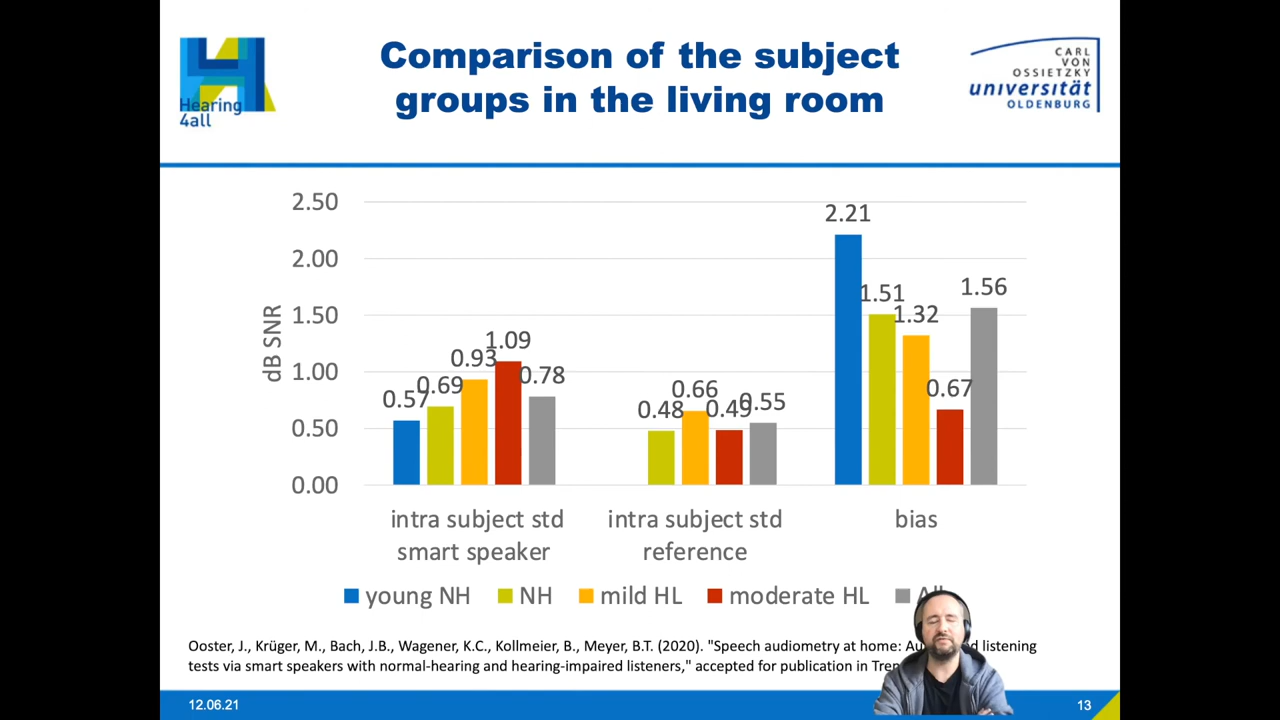 Hearing
4all
Comparison of the subject
groups in the living room
CARL
VON
OSSIETZKY
universität
OLDENBURG
dB SNR
2.50
2.00
1.50
1.00
0.50
0.00
0.57
0.69
0.93
1.09
0.78
0.48
0.66
0.49
0.55
2.21
1.51
1.32
0.67
1.56
intra subject std
smart speaker
intra subject std
reference
bias
young NH
NH
mild HL
moderate HL
Ooster, J., Krüger, M., Bach, J.B., Wagener, K.C., Kollmeier, B., Meyer, B.T. (2020). "Speech audiometry at home: listening
tests via smart speakers with normal-hearing and hearing-impaired listeners," accepted for publication in
12.06.21
13